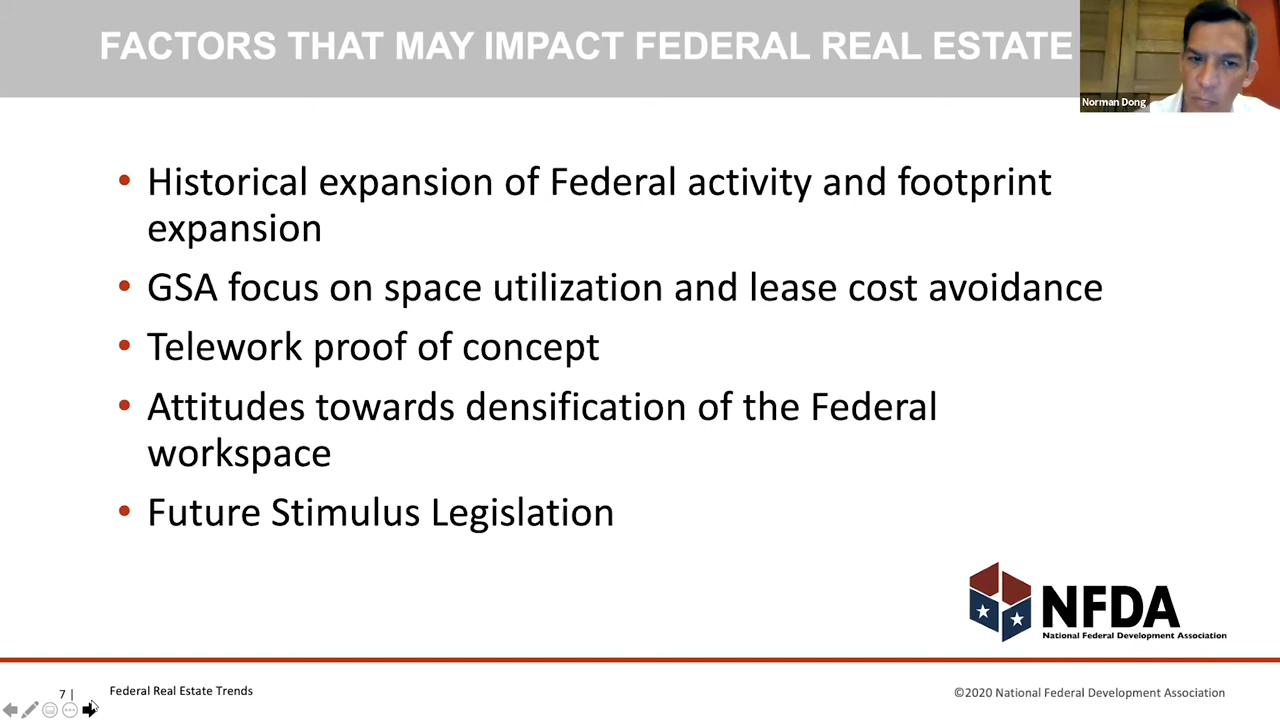 FACTORS THAT MAY IMPACT FEDERAL REAL ESTATE
Norman Dong
• Historical expansion of Federal activity and footprint
expansion
• GSA focus on space utilization and lease cost avoidance
• Telework proof of concept
• Attitudes towards densification of the Federal
workspace
• Future Stimulus Legislation
NFDA
National Federal Development Association
7 |
Federal Real Estate Trends
©2020 National Federal Development Association